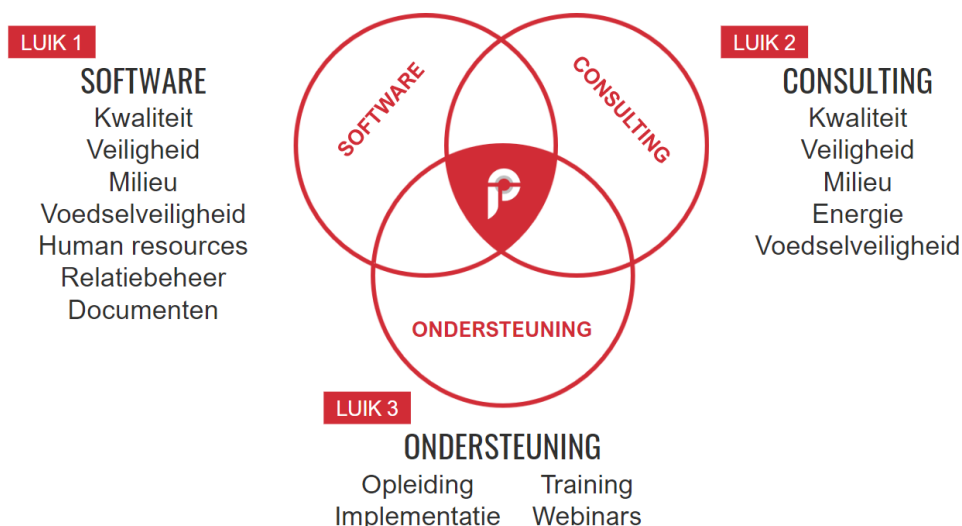 LUIK 1
SOFTWARE
Kwaliteit
Veiligheid
Milieu
Voedselveiligheid
Human resources
Relatiebeheer
Documenten
SOFTWARE
CONSULTING
ONDERSTEUNING
LUIK 2
CONSULTING
Kwaliteit
Veiligheid
Milieu
Energie
Voedselveiligheid
LUIK 3
ONDERSTEUNING
Opleiding Training
Implementatie Webinars